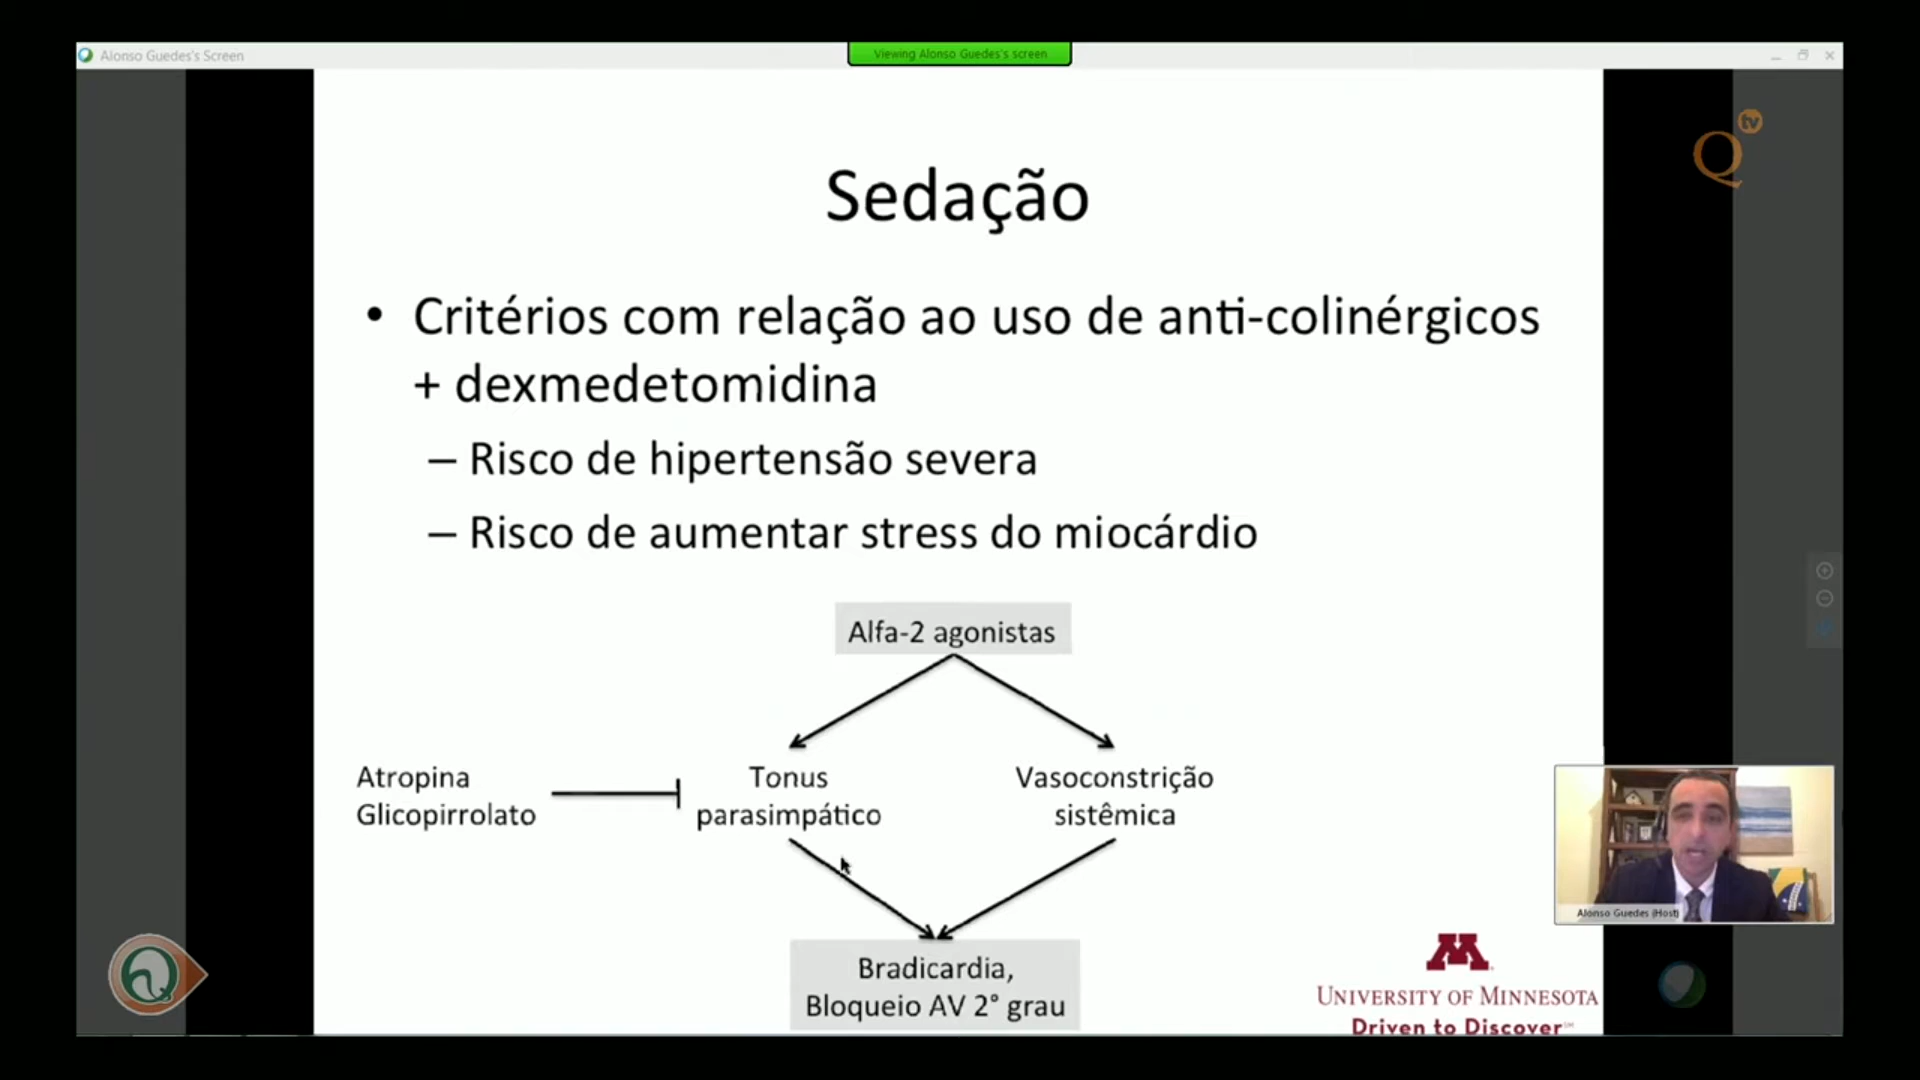 Alonso Guedes's Screen
Viewing Alonso Guedes's screen
Q tv
Sedação
• Critérios com relação ao uso de anti-colinérgicos
+ dexmedetomidina
– Risco de hipertensão severa
– Risco de aumentar stress do miocárdio
Alfa-2 agonistas
Atropina
Glicopirrolato
Tonus
parasimpático
Vasoconstrição
sistêmica
Bradicardia,
Bloqueio AV 2° grau
Alonso Guedes (Host)
M
UNIVERSITY OF MINNESOTA
Driven to Discover℠